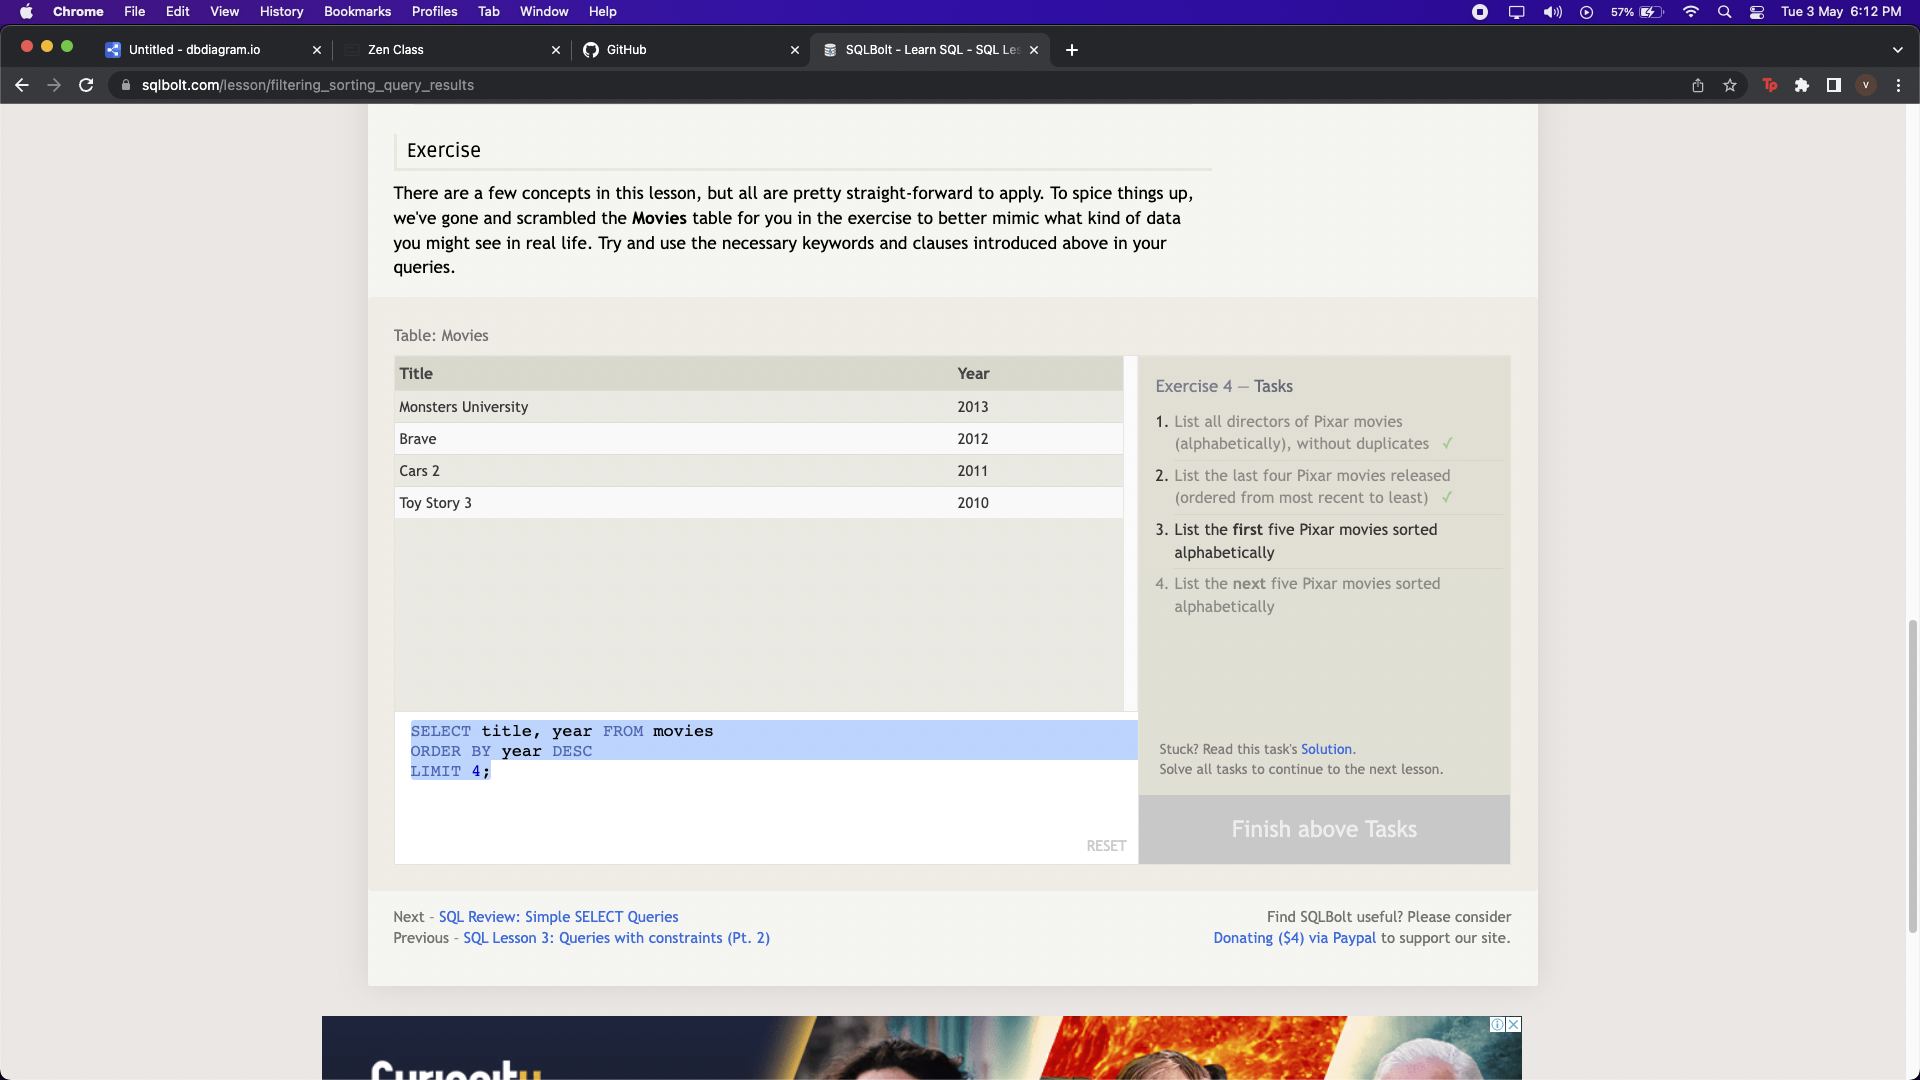 Chrome File Edit View History Bookmarks Profiles Tab Window Help 57% Tue 3 May 6:12 PM
Untitled - dbdiagram.io Zen Class GitHub SQLBolt - Learn SQL - SQL Les
sqlbolt.com/lesson/filtering_sorting_query_results Tp V
Exercise
There are a few concepts in this lesson, but all are pretty straight-forward to apply. To spice things up,
we've gone and scrambled the Movies table for you in the exercise to better mimic what kind of data
you might see in real life. Try and use the necessary keywords and clauses introduced above in your
queries.
Table: Movies
Title Year
Monsters University 2013
Brave 2012
Cars 2 2011
Toy Story 3 2010
SELECT title, year FROM movies
ORDER BY year DESC
LIMIT 4;
RESET
Exercise 4 — Tasks
1. List all directors of Pixar movies
(alphabetically), without duplicates ✓
2. List the last four Pixar movies released
(ordered from most recent to least) ✓
3. List the first five Pixar movies sorted
alphabetically
4. List the next five Pixar movies sorted
alphabetically
Stuck? Read this task's Solution.
Solve all tasks to continue to the next lesson.
Finish above Tasks
Next – SQL Review: Simple SELECT Queries
Previous – SQL Lesson 3: Queries with constraints (Pt. 2)
Find SQLBolt useful? Please consider
Donating ($4) via Paypal to support our site.
Curiosity